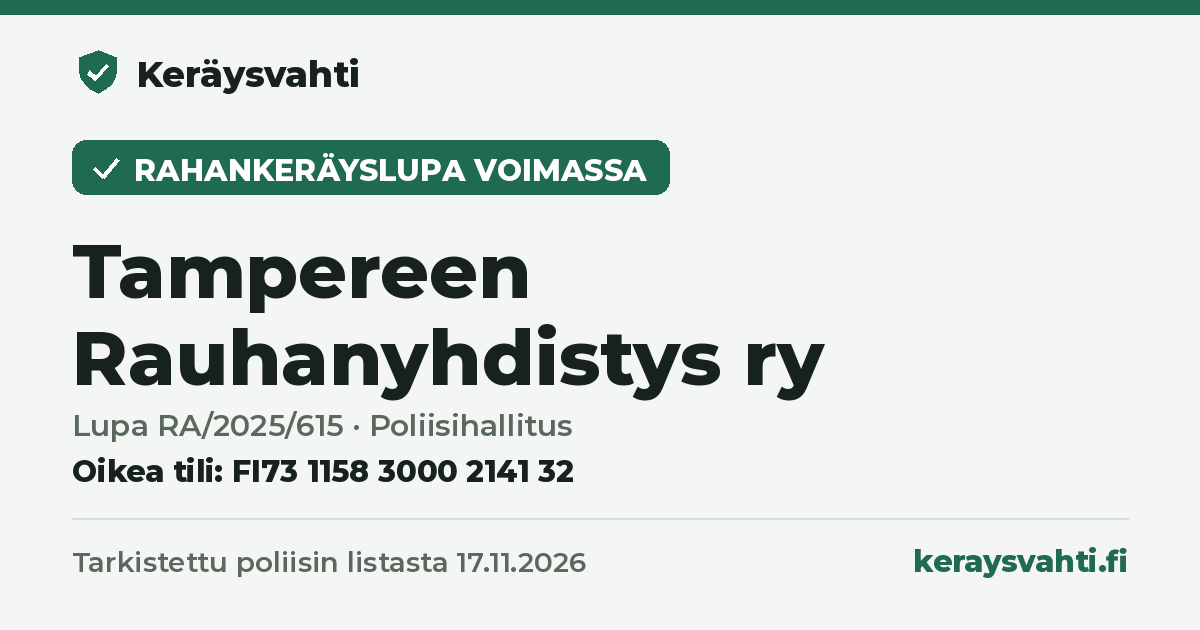 Keräysvahti
RAHANKERÄYSLUPA VOIMASSA
Tampereen
Rauhanyhdistys ry
Lupa RA/2025/615 · Poliisihallitus
Oikea tili: FI73 1158 3000 2141 32
Tarkistettu poliisin listasta 17.11.2026
keraysvahti.fi